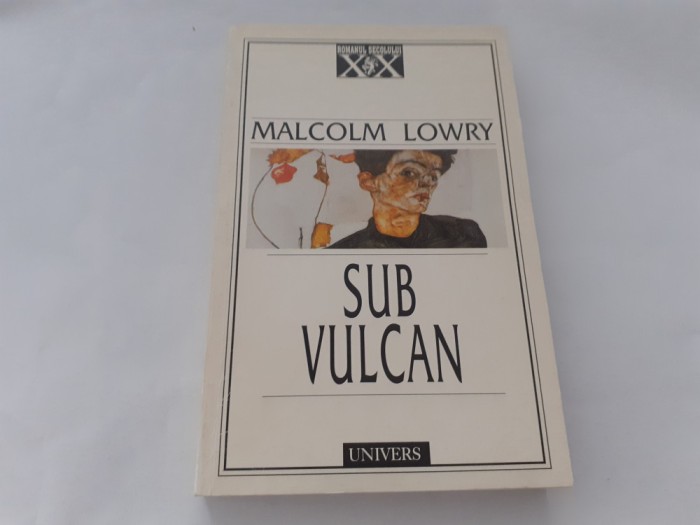 ROMANUL SECOLULUI
XX
MALCOLM LOWRY
SUB
VULCAN
UNIVERS